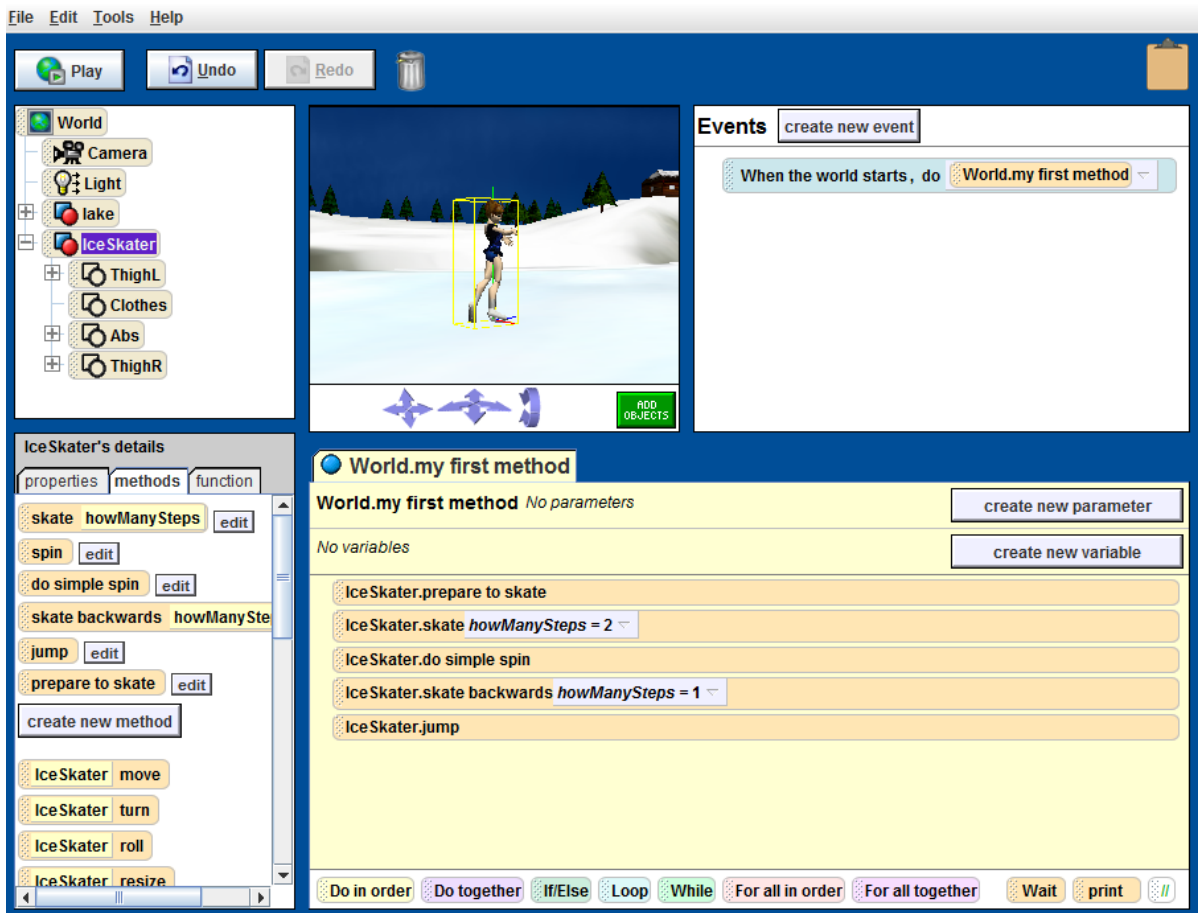 File Edit Tools Help
Play Undo Redo
World
Camera
Light
lake
IceSkater
ThighL
Clothes
Abs
ThighR
ADD
OBJECTS
Events create new event
When the world starts, do World.my first method
IceSkater's details
properties methods function
skate howManySteps edit
spin edit
do simple spin edit
skate backwards howManySte
jump edit
prepare to skate edit
create new method
IceSkater move
IceSkater turn
IceSkater roll
IceSkater resize
World.my first method
World.my first method No parameters create new parameter
No variables create new variable
IceSkater.prepare to skate
IceSkater.skate howManySteps = 2
IceSkater.do simple spin
IceSkater.skate backwards howManySteps = 1
IceSkater.jump
Do in order Do together If/Else Loop While For all in order For all together Wait print //